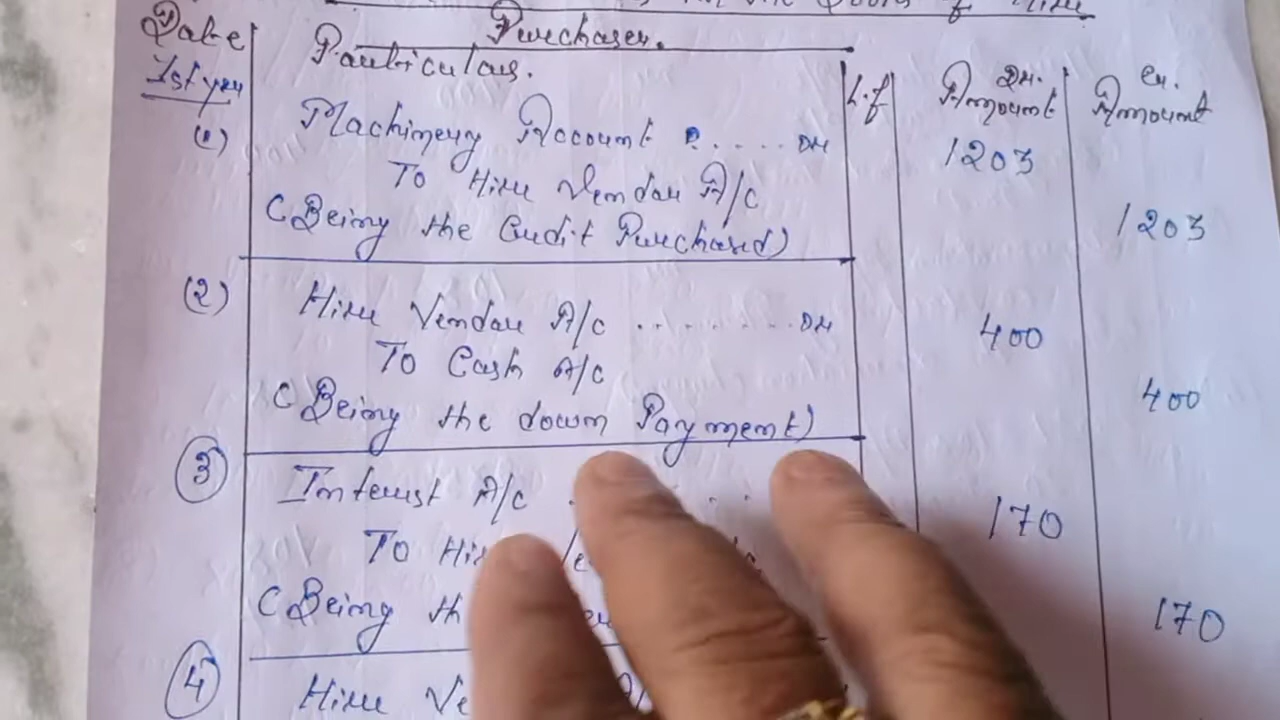 Purchaser.
Date Particulars. L.f Dr. Amount Cr. Amount
1st year
(1) Machinery Account ..... Dr 1203
To Hire Vendor A/c 1203
(Being the Credit Purchased)
(2) Hire Vendor A/c ........ Dr 400
To Cash A/c 400
(Being the down Payment)
(3) Interest A/c 170
To Hire
(Being the 170
(4) Hire Ve